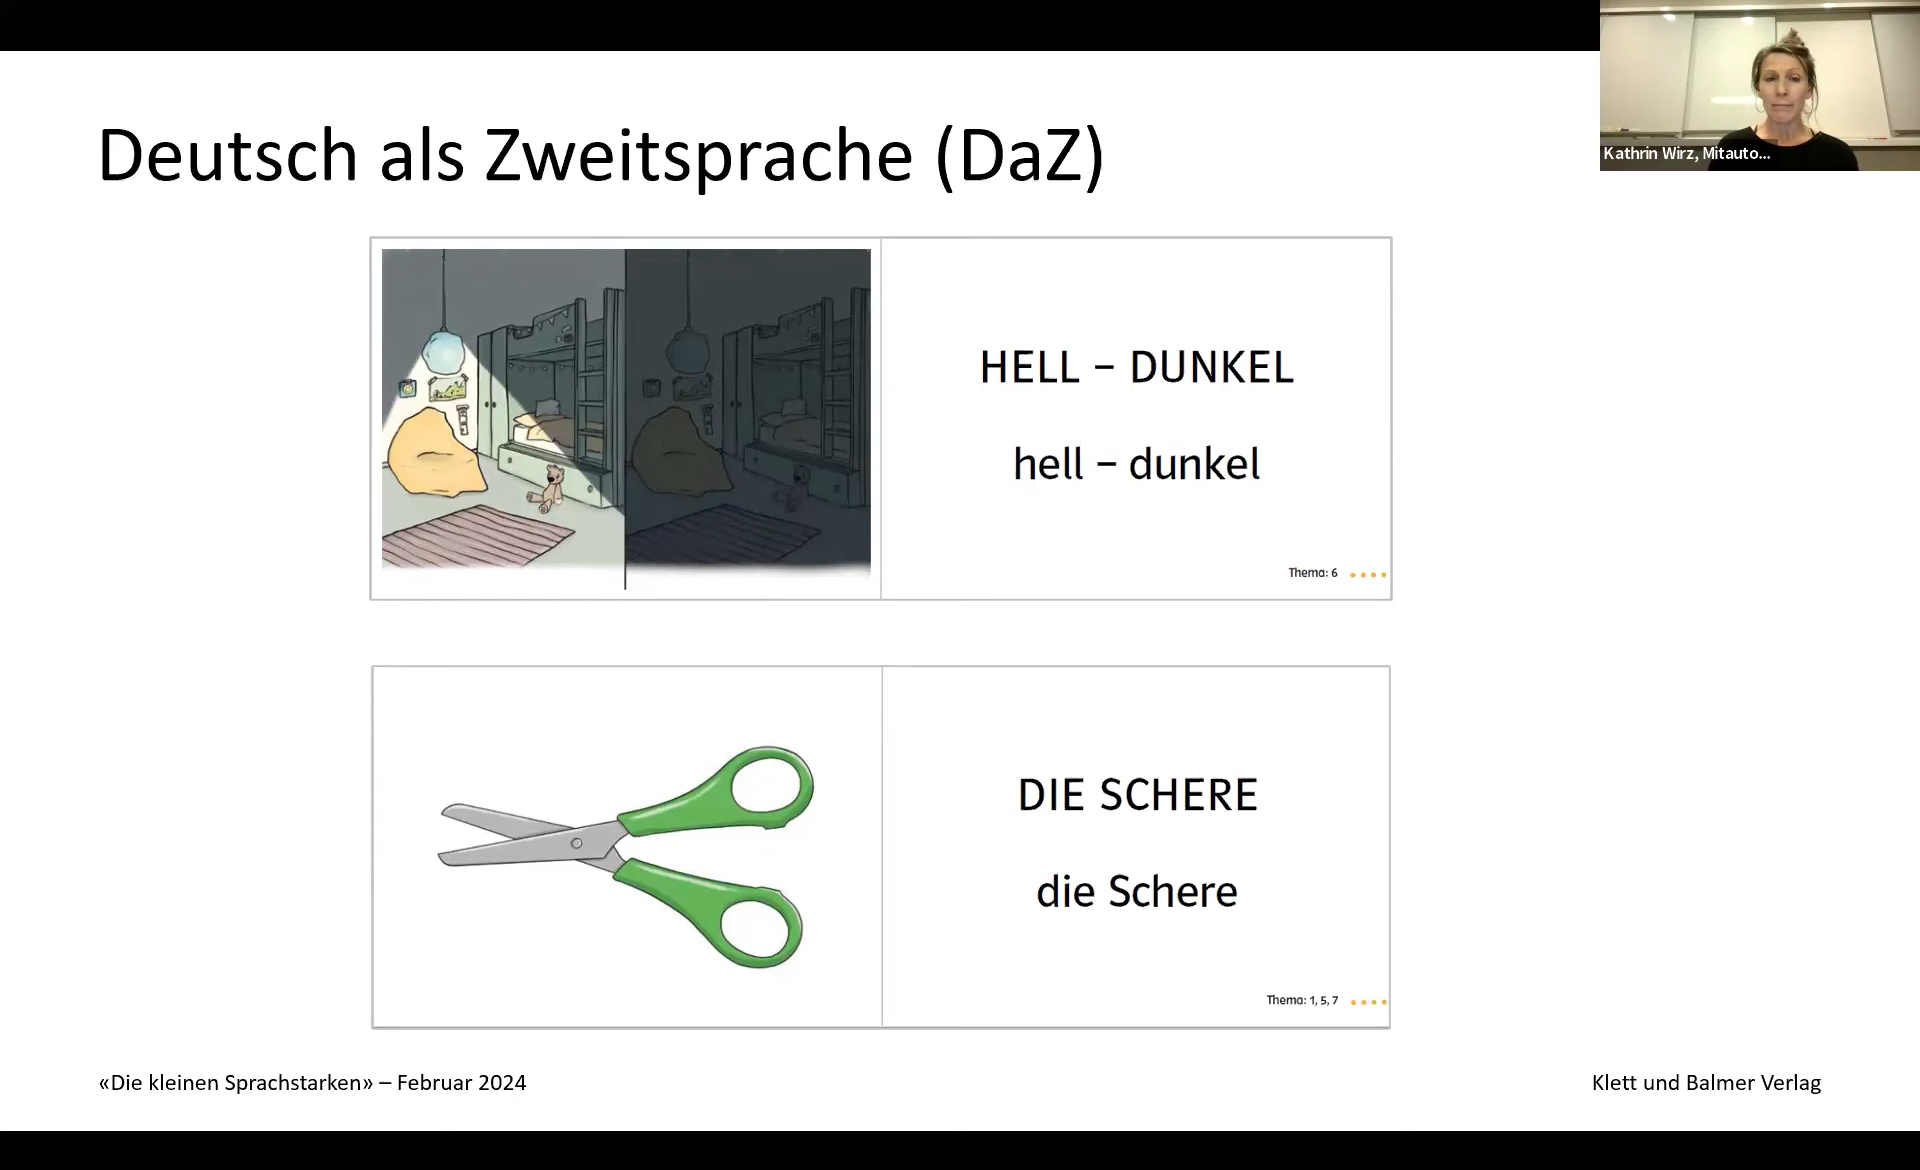 Deutsch als Zweitsprache (DaZ)
Kathrin Wirz, Mitauto...
HELL – DUNKEL
hell – dunkel
Thema: 6
DIE SCHERE
die Schere
Thema: 1, 5, 7
«Die kleinen Sprachstarken» – Februar 2024
Klett und Balmer Verlag